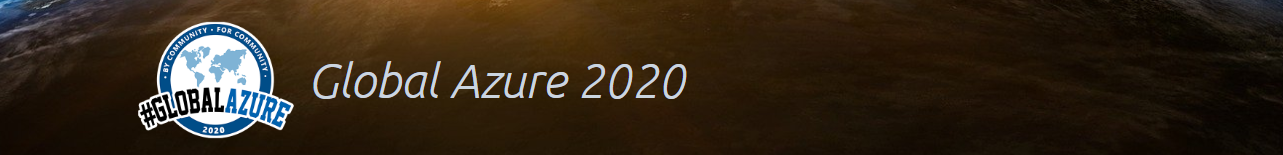 BY COMMUNITY • FOR COMMUNITY
#GLOBALAZURE
2020
Global Azure 2020